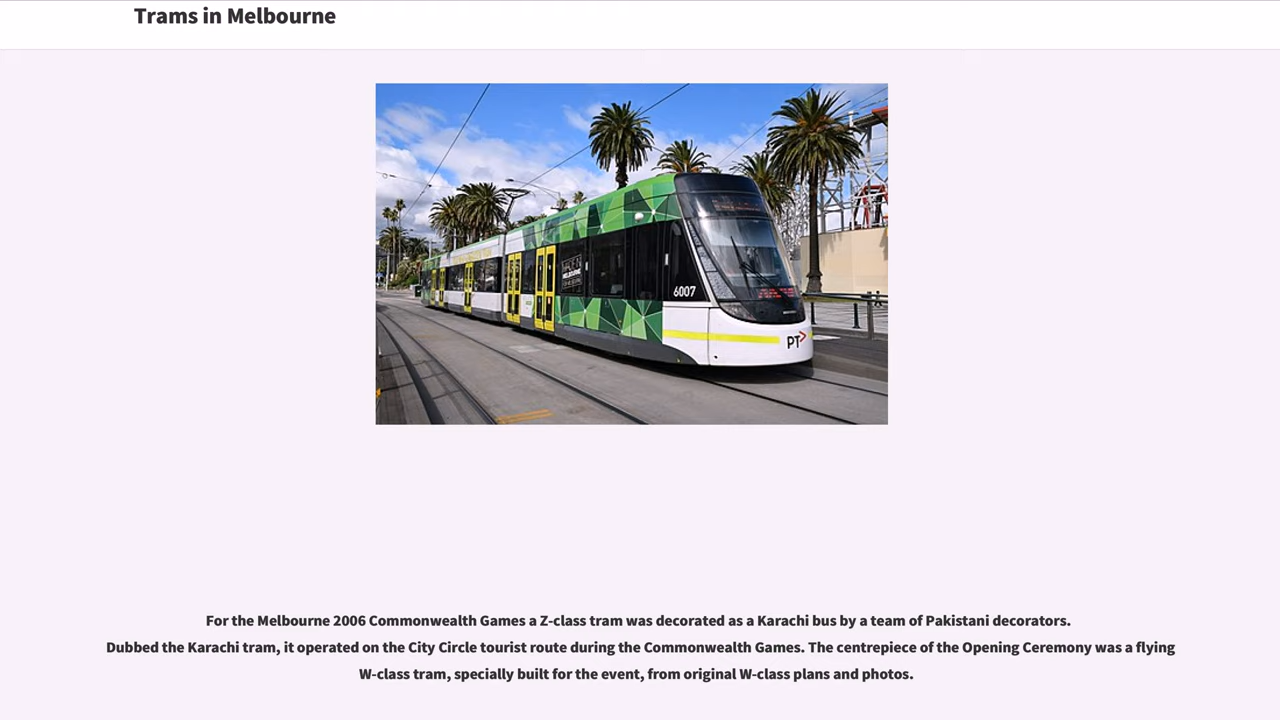 Trams in Melbourne
6007
PT>
For the Melbourne 2006 Commonwealth Games a Z-class tram was decorated as a Karachi bus by a team of Pakistani decorators.
Dubbed the Karachi tram, it operated on the City Circle tourist route during the Commonwealth Games. The centrepiece of the Opening Ceremony was a flying
W-class tram, specially built for the event, from original W-class plans and photos.